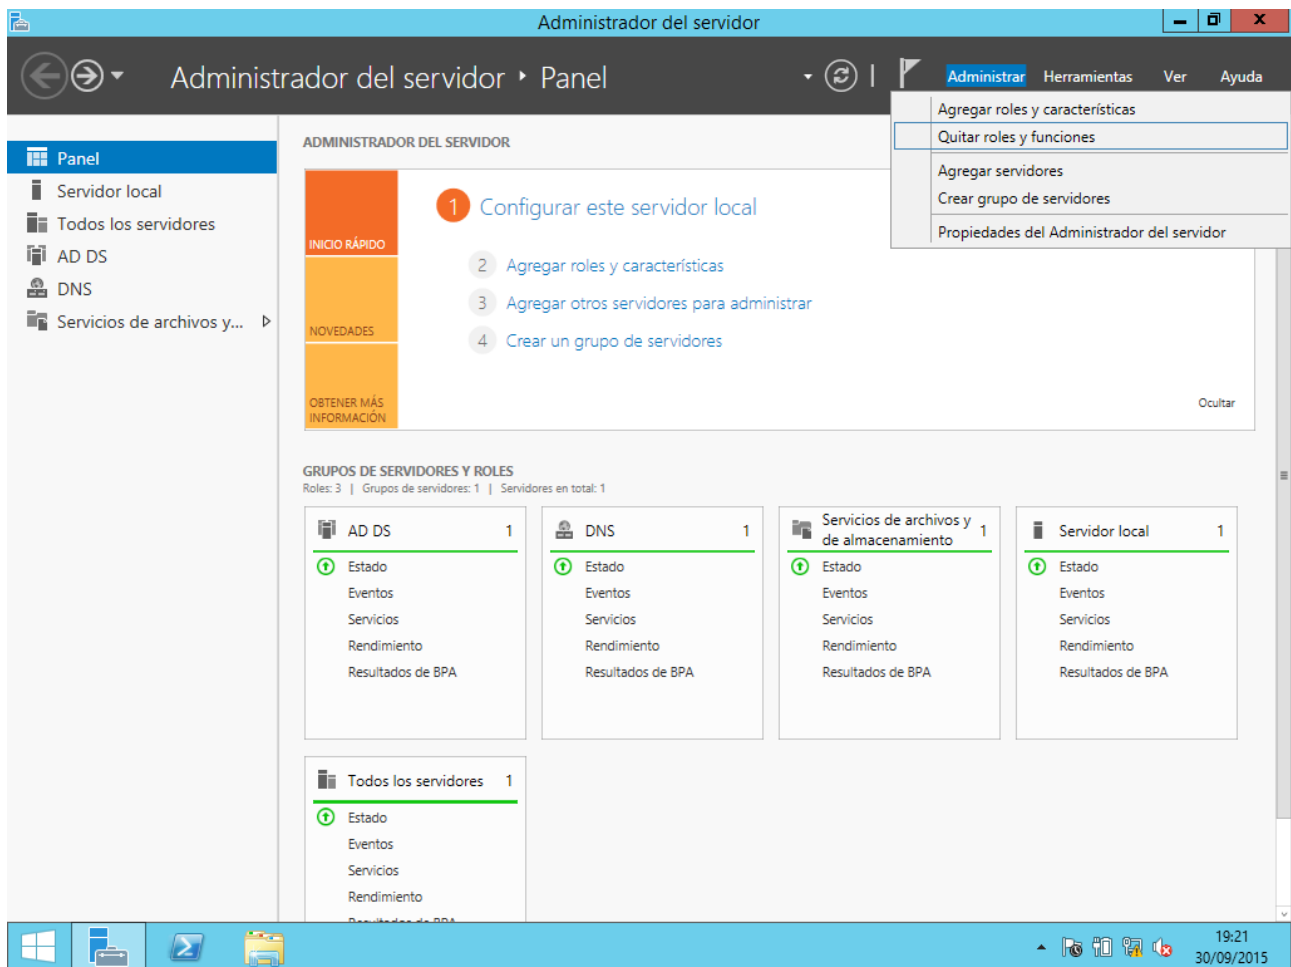 Administrador del servidor
Administrador del servidor ‣ Panel
Administrar Herramientas Ver Ayuda
Agregar roles y características
Quitar roles y funciones
Agregar servidores
Crear grupo de servidores
Propiedades del Administrador del servidor
Panel
Servidor local
Todos los servidores
AD DS
DNS
Servicios de archivos y...
ADMINISTRADOR DEL SERVIDOR
INICIO RÁPIDO
NOVEDADES
OBTENER MÁS
INFORMACIÓN
1 Configurar este servidor local
2 Agregar roles y características
3 Agregar otros servidores para administrar
4 Crear un grupo de servidores
Ocultar
GRUPOS DE SERVIDORES Y ROLES
Roles: 3 | Grupos de servidores: 1 | Servidores en total: 1
AD DS 1
Estado
Eventos
Servicios
Rendimiento
Resultados de BPA
DNS 1
Estado
Eventos
Servicios
Rendimiento
Resultados de BPA
Servicios de archivos y
de almacenamiento 1
Estado
Eventos
Servicios
Rendimiento
Resultados de BPA
Servidor local 1
Estado
Eventos
Servicios
Rendimiento
Resultados de BPA
Todos los servidores 1
Estado
Eventos
Servicios
Rendimiento
Resultados de BPA
19:21
30/09/2015